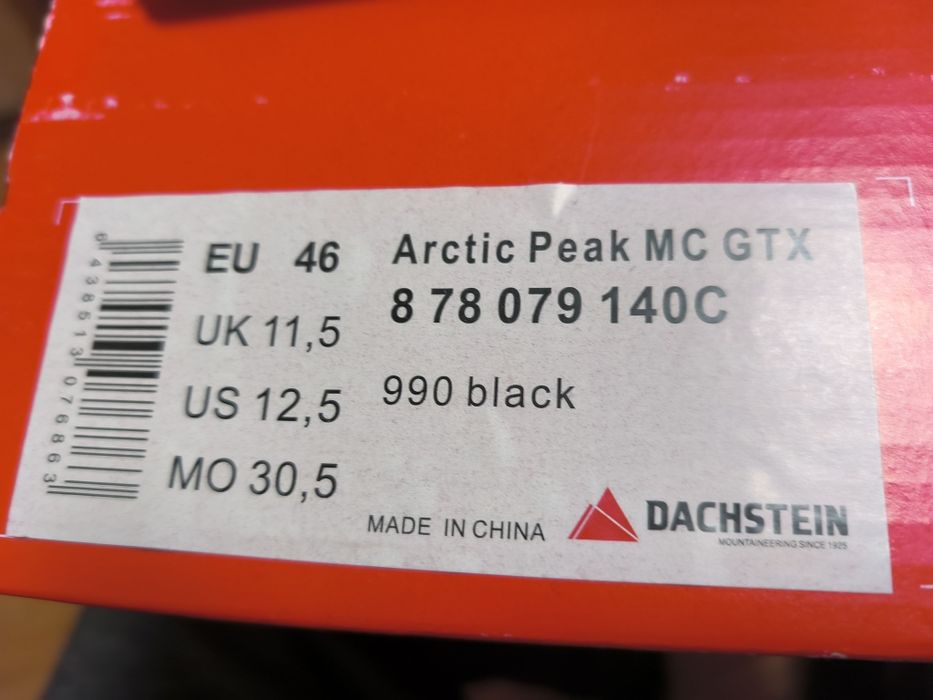 EU 46
UK 11,5
US 12,5
MO 30,5
Arctic Peak MC GTX
8 78 079 140C
990 black
MADE IN CHINA
DACHSTEIN
MOUNTAINEERING SINCE 1925